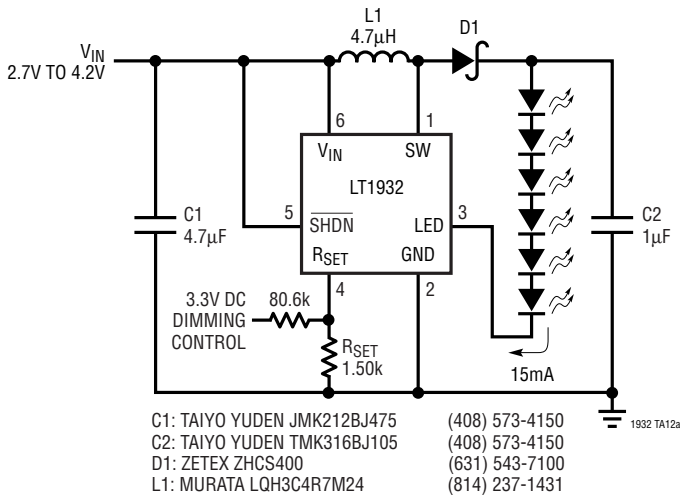 L1
4.7µH
D1
VIN
2.7V TO 4.2V
6
1
VIN
SW
LT1932
C1
4.7µF
5
SHDN
LED
3
C2
1µF
RSET
GND
4
2
3.3V DC
DIMMING
CONTROL
80.6k
RSET
1.50k
15mA
1932 TA12a
C1: TAIYO YUDEN JMK212BJ475 (408) 573-4150
C2: TAIYO YUDEN TMK316BJ105 (408) 573-4150
D1: ZETEX ZHCS400 (631) 543-7100
L1: MURATA LQH3C4R7M24 (814) 237-1431